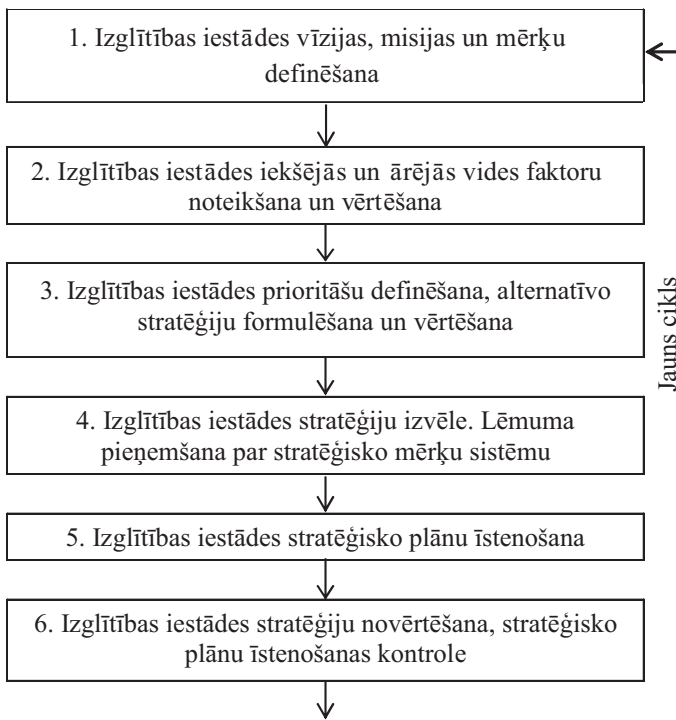 1. Izglītības iestādes vīzijas, misijas un mērķu
definēšana
2. Izglītības iestādes iekšējās un ārējās vides faktoru
noteikšana un vērtēšana
3. Izglītības iestādes prioritāšu definēšana, alternatīvo
stratēģiju formulēšana un vērtēšana
4. Izglītības iestādes stratēģiju izvēle. Lēmuma
pieņemšana par stratēģisko mērķu sistēmu
5. Izglītības iestādes stratēģisko plānu īstenošana
6. Izglītības iestādes stratēģiju novērtēšana, stratēģisko
plānu īstenošanas kontrole
Jauns cikls